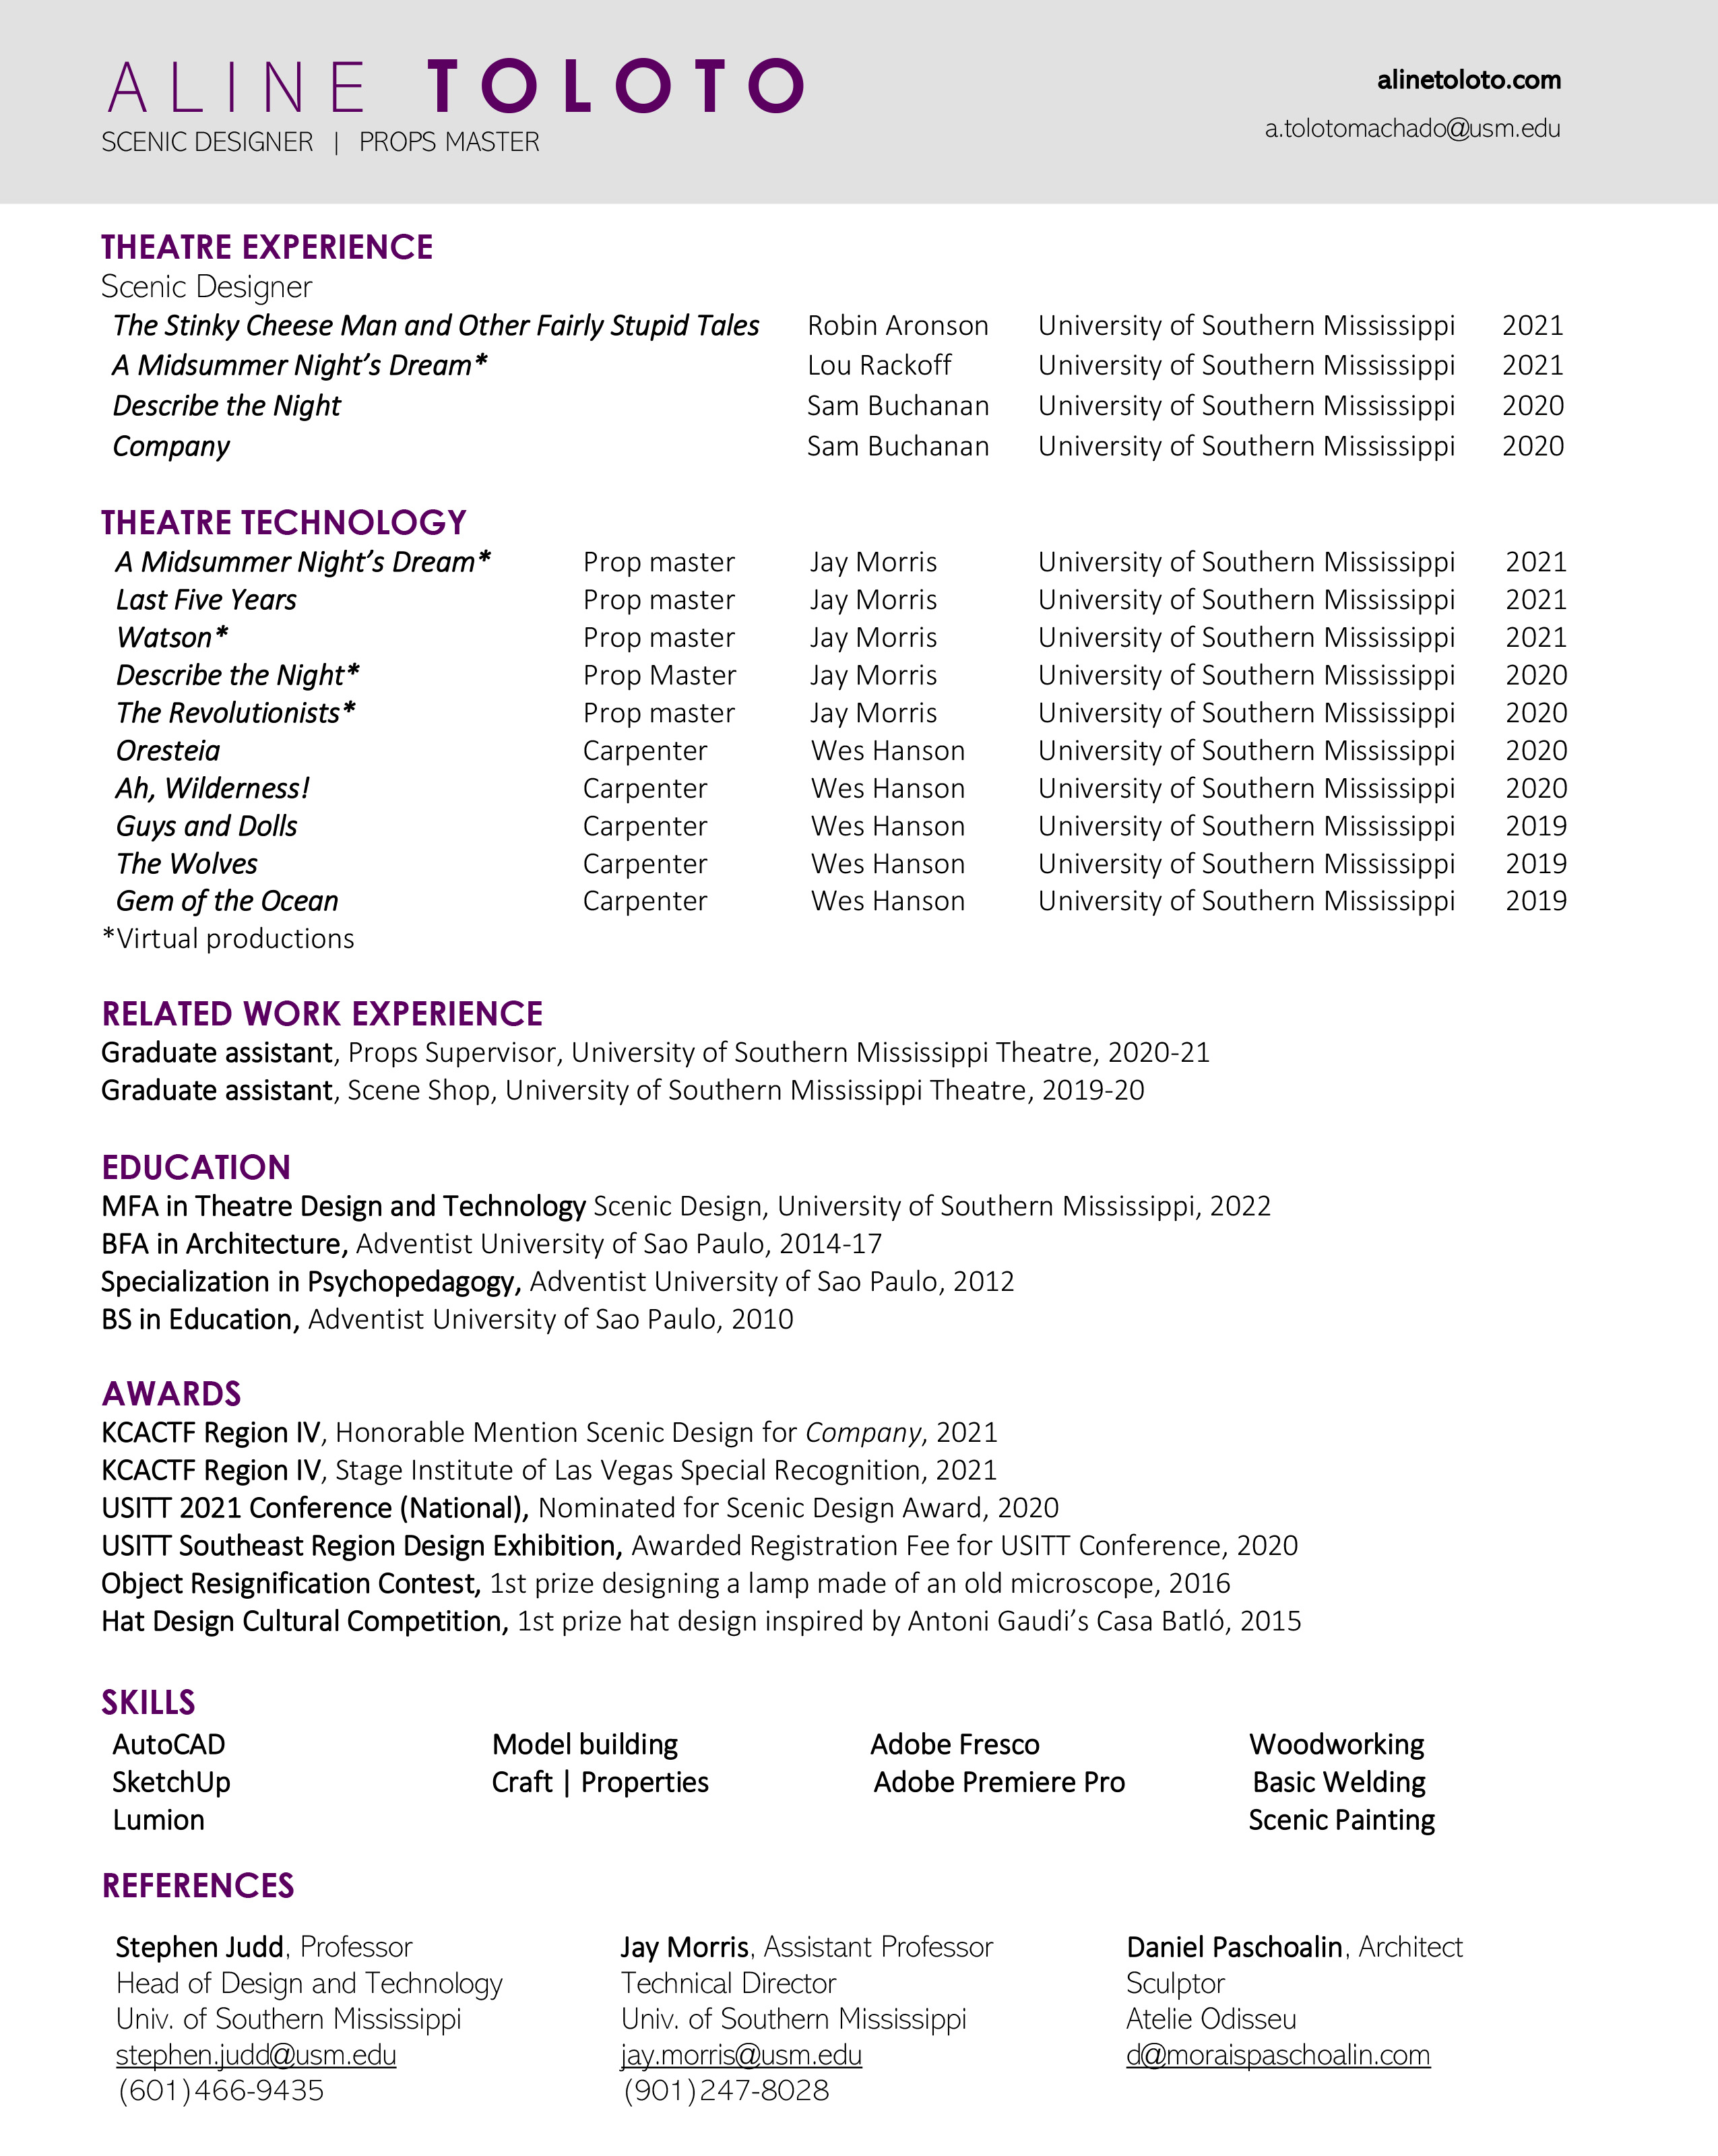 ALINE TOLOTO
SCENIC DESIGNER | PROPS MASTER
alinetoloto.com
a.tolotomachado@usm.edu
THEATRE EXPERIENCE
Scenic Designer
The Stinky Cheese Man and Other Fairly Stupid Tales Robin Aronson University of Southern Mississippi 2021
A Midsummer Night’s Dream* Lou Rackoff University of Southern Mississippi 2021
Describe the Night Sam Buchanan University of Southern Mississippi 2020
Company Sam Buchanan University of Southern Mississippi 2020
THEATRE TECHNOLOGY
A Midsummer Night’s Dream* Prop master Jay Morris University of Southern Mississippi 2021
Last Five Years Prop master Jay Morris University of Southern Mississippi 2021
Watson* Prop master Jay Morris University of Southern Mississippi 2021
Describe the Night* Prop Master Jay Morris University of Southern Mississippi 2020
The Revolutionists* Prop master Jay Morris University of Southern Mississippi 2020
Oresteia Carpenter Wes Hanson University of Southern Mississippi 2020
Ah, Wilderness! Carpenter Wes Hanson University of Southern Mississippi 2020
Guys and Dolls Carpenter Wes Hanson University of Southern Mississippi 2019
The Wolves Carpenter Wes Hanson University of Southern Mississippi 2019
Gem of the Ocean Carpenter Wes Hanson University of Southern Mississippi 2019
*Virtual productions
RELATED WORK EXPERIENCE
Graduate assistant, Props Supervisor, University of Southern Mississippi Theatre, 2020-21
Graduate assistant, Scene Shop, University of Southern Mississippi Theatre, 2019-20
EDUCATION
MFA in Theatre Design and Technology Scenic Design, University of Southern Mississippi, 2022
BFA in Architecture, Adventist University of Sao Paulo, 2014-17
Specialization in Psychopedagogy, Adventist University of Sao Paulo, 2012
BS in Education, Adventist University of Sao Paulo, 2010
AWARDS
KCACTF Region IV, Honorable Mention Scenic Design for Company, 2021
KCACTF Region IV, Stage Institute of Las Vegas Special Recognition, 2021
USITT 2021 Conference (National), Nominated for Scenic Design Award, 2020
USITT Southeast Region Design Exhibition, Awarded Registration Fee for USITT Conference, 2020
Object Resignification Contest, 1st prize designing a lamp made of an old microscope, 2016
Hat Design Cultural Competition, 1st prize hat design inspired by Antoni Gaudi’s Casa Batló, 2015
SKILLS
AutoCAD Model building Adobe Fresco Woodworking
SketchUp Craft | Properties Adobe Premiere Pro Basic Welding
Lumion Scenic Painting
REFERENCES
Stephen Judd, Professor
Head of Design and Technology
Univ. of Southern Mississippi
stephen.judd@usm.edu
(601)466-9435
Jay Morris, Assistant Professor
Technical Director
Univ. of Southern Mississippi
jay.morris@usm.edu
(901)247-8028
Daniel Paschoalin, Architect
Sculptor
Atelie Odisseu
d@moraispaschoalin.com